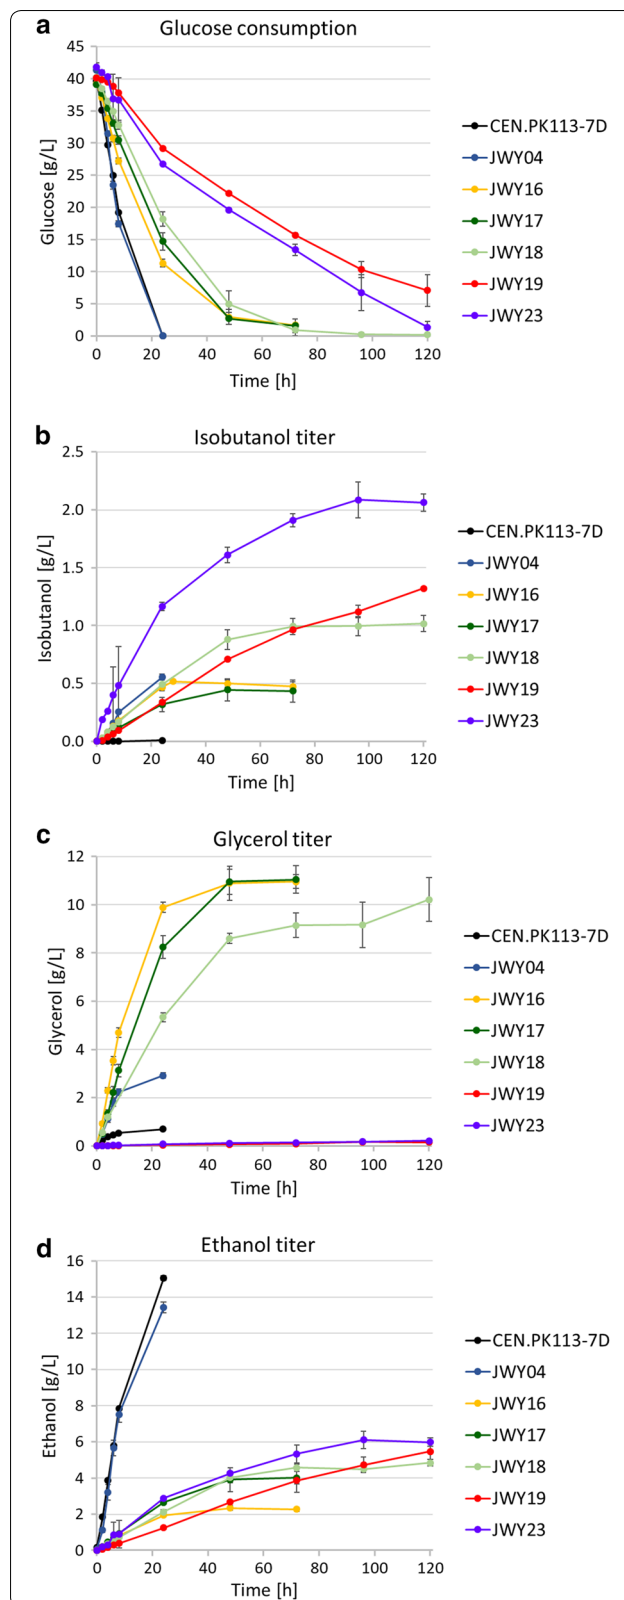 a
Glucose consumption
45
40
35
30
25
20
15
10
5
0
Glucose [g/L]
0 20 40 60 80 100 120
Time [h]
CEN.PK113-7D
JWY04
JWY16
JWY17
JWY18
JWY19
JWY23
b
Isobutanol titer
2.5
2.0
1.5
1.0
0.5
0.0
Isobutanol [g/L]
0 20 40 60 80 100 120
Time [h]
CEN.PK113-7D
JWY04
JWY16
JWY17
JWY18
JWY19
JWY23
c
Glycerol titer
12
10
8
6
4
2
0
Glycerol [g/L]
0 20 40 60 80 100 120
Time [h]
CEN.PK113-7D
JWY04
JWY16
JWY17
JWY18
JWY19
JWY23
d
Ethanol titer
16
14
12
10
8
6
4
2
0
Ethanol [g/L]
0 20 40 60 80 100 120
Time [h]
CEN.PK113-7D
JWY04
JWY16
JWY17
JWY18
JWY19
JWY23